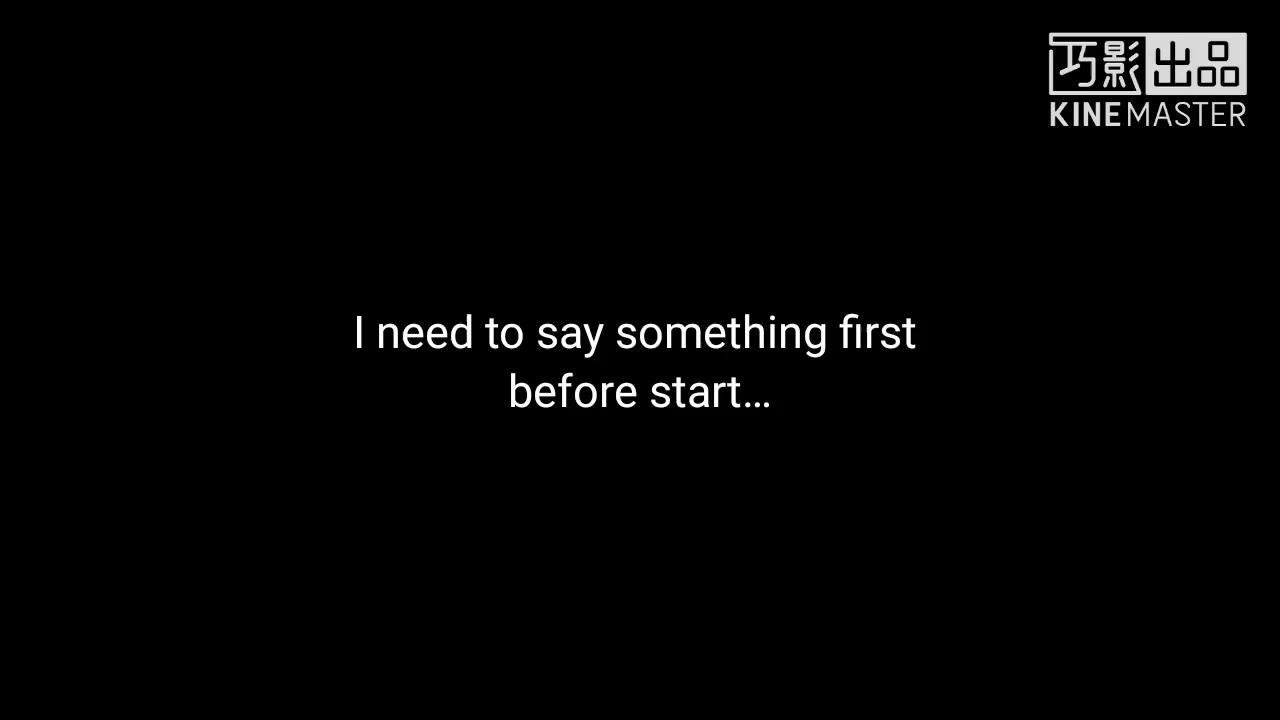 巧影出品
KINEMASTER
I need to say something first
before start…